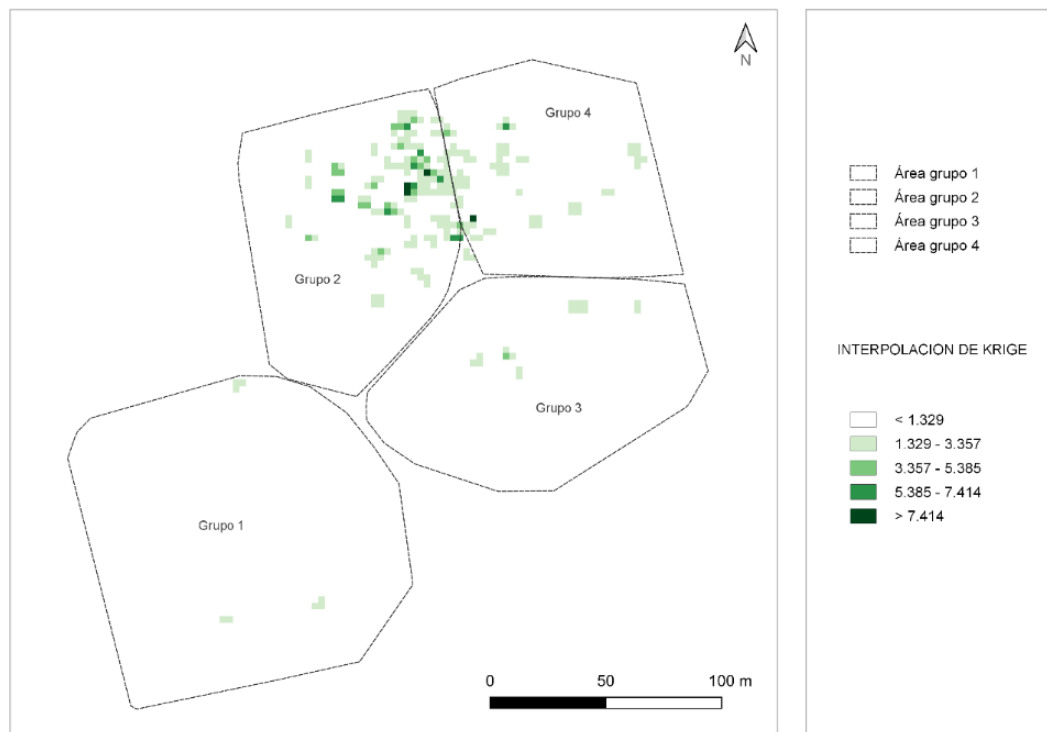 N
Grupo 4
Grupo 2
Grupo 3
Grupo 1
0 50 100 m
Área grupo 1
Área grupo 2
Área grupo 3
Área grupo 4
INTERPOLACION DE KRIGE
< 1.329
1.329 - 3.357
3.357 - 5.385
5.385 - 7.414
> 7.414